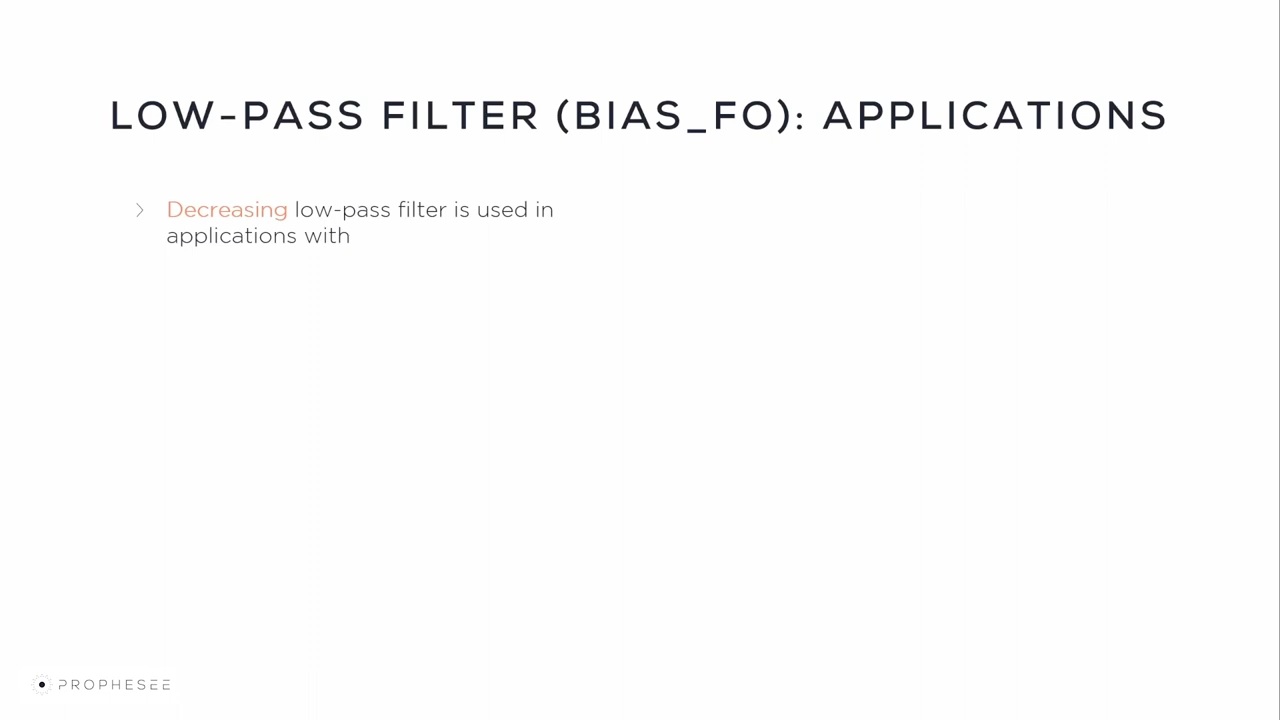 LOW-PASS FILTER (BIAS_FO): APPLICATIONS
Decreasing low-pass filter is used in
applications with
PROPHESEE